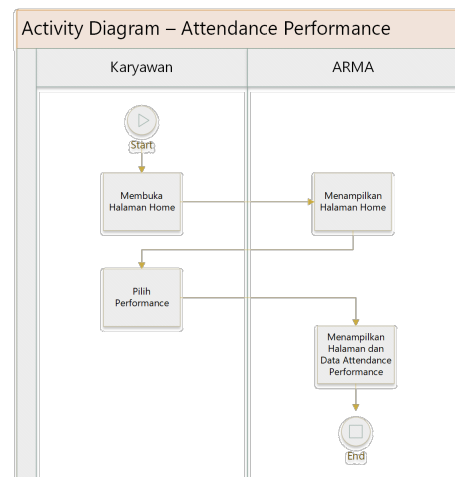 Activity Diagram – Attendance Performance
Karyawan
ARMA
Start
Membuka
Halaman Home
Menampilkan
Halaman Home
Pilih
Performance
Menampilkan
Halaman dan
Data Attendance
Performance
End